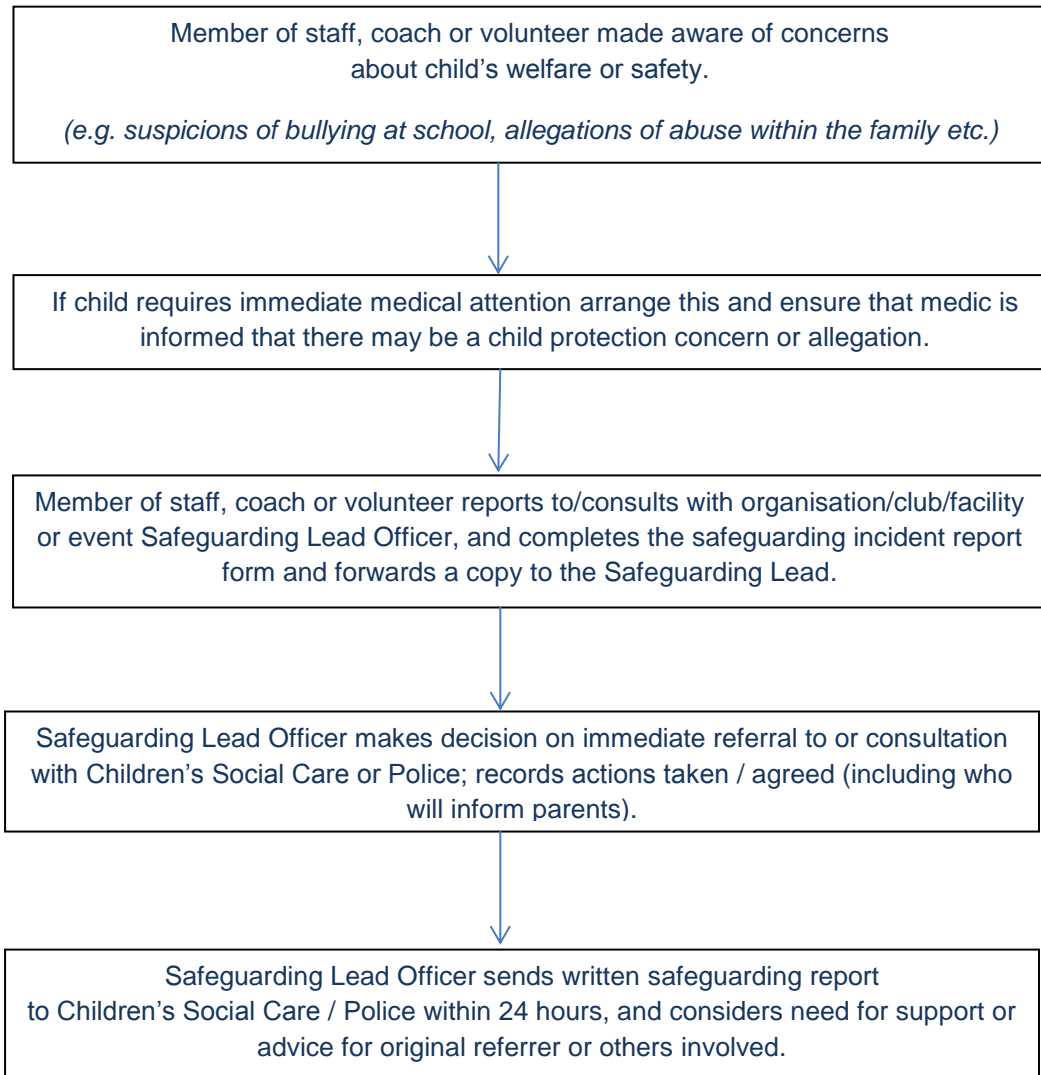 Member of staff, coach or volunteer made aware of concerns
about child’s welfare or safety.
(e.g. suspicions of bullying at school, allegations of abuse within the family etc.)
If child requires immediate medical attention arrange this and ensure that medic is
informed that there may be a child protection concern or allegation.
Member of staff, coach or volunteer reports to/consults with organisation/club/facility
or event Safeguarding Lead Officer, and completes the safeguarding incident report
form and forwards a copy to the Safeguarding Lead.
Safeguarding Lead Officer makes decision on immediate referral to or consultation
with Children’s Social Care or Police; records actions taken / agreed (including who
will inform parents).
Safeguarding Lead Officer sends written safeguarding report
to Children’s Social Care / Police within 24 hours, and considers need for support or
advice for original referrer or others involved.